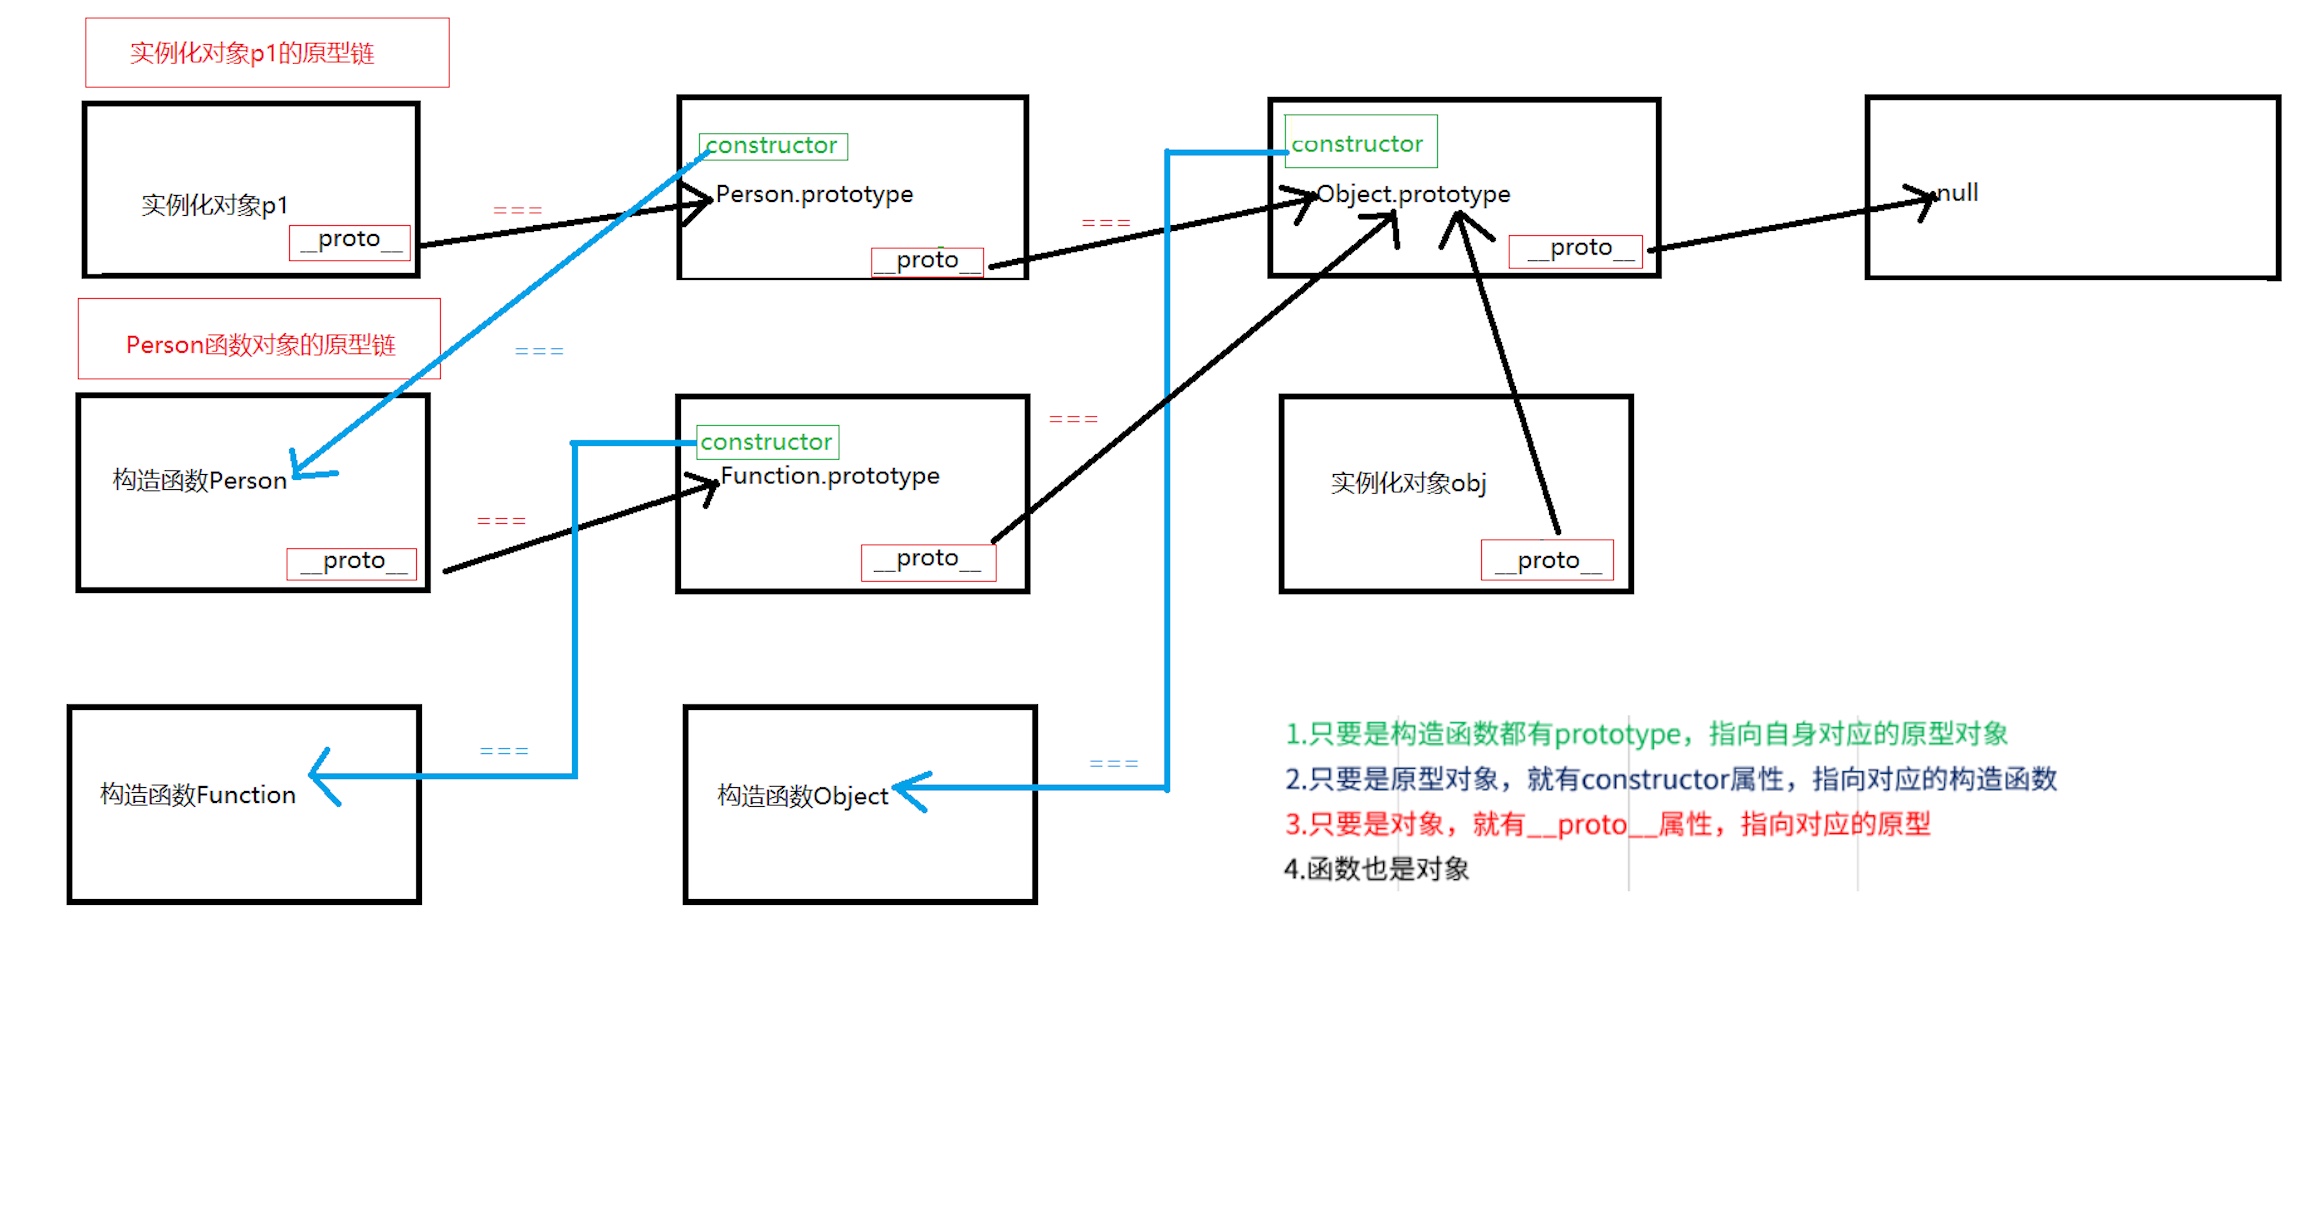 实例化对象p1的原型链
constructor
constructor
实例化对象p1
Person.prototype
Object.prototype
null
===
===
__proto__
__proto__
__proto__
Person函数对象的原型链
===
===
constructor
构造函数Person
Function.prototype
实例化对象obj
===
__proto__
__proto__
__proto__
===
===
构造函数Function
构造函数Object
1.只要是构造函数都有prototype，指向自身对应的原型对象
2.只要是原型对象，就有constructor属性，指向对应的构造函数
3.只要是对象，就有__proto__属性，指向对应的原型
4.函数也是对象